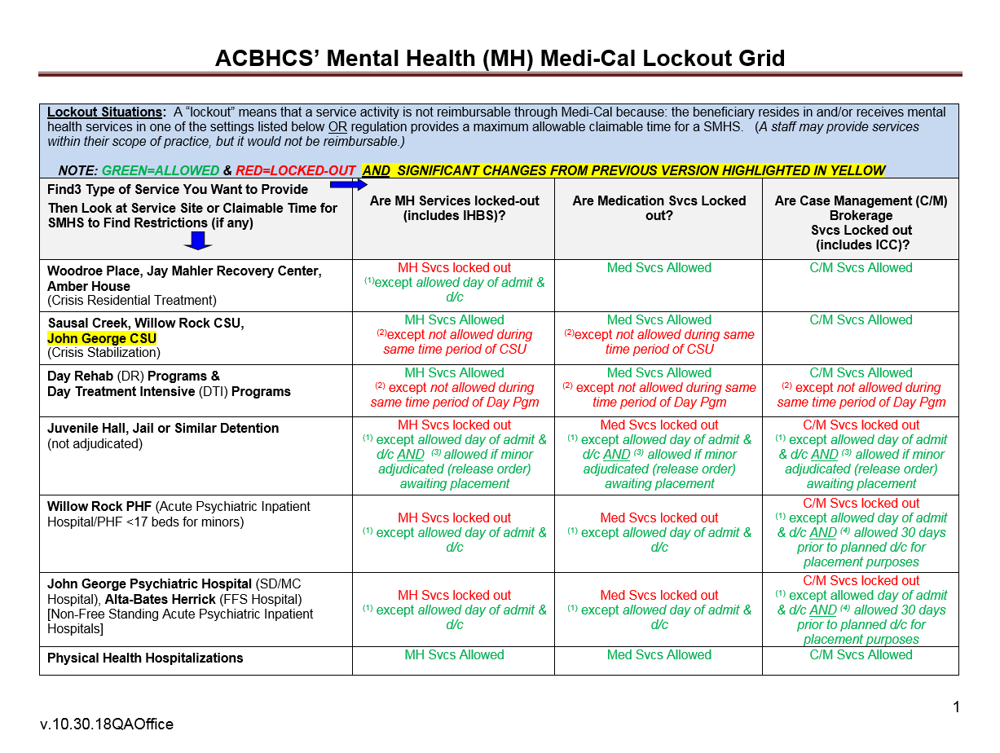 ACBHCS’ Mental Health (MH) Medi-Cal Lockout Grid
Lockout Situations:  A “lockout” means that a service activity is not reimbursable through Medi-Cal because: the beneficiary resides in and/or receives mental
health services in one of the settings listed below OR regulation provides a maximum allowable claimable time for a SMHS.   (A staff may provide services
within their scope of practice, but it would not be reimbursable.)
NOTE: GREEN=ALLOWED & RED=LOCKED-OUT  AND  SIGNIFICANT CHANGES FROM PREVIOUS VERSION HIGHLIGHTED IN YELLOW
Find3 Type of Service You Want to Provide
Then Look at Service Site or Claimable Time for
SMHS to Find Restrictions (if any)
Are MH Services locked-out
(includes IHBS)?
Are Medication Svcs Locked
out?
Are Case Management (C/M)
Brokerage
Svcs Locked out
(includes ICC)?
Woodroe Place, Jay Mahler Recovery Center,
Amber House
(Crisis Residential Treatment)
MH Svcs locked out
(1)except allowed day of admit &
d/c
Med Svcs Allowed
C/M Svcs Allowed
Sausal Creek, Willow Rock CSU,
John George CSU
(Crisis Stabilization)
MH Svcs Allowed
(2)except not allowed during
same time period of CSU
Med Svcs Allowed
(2)except not allowed during same
time period of CSU
C/M Svcs Allowed
Day Rehab (DR) Programs &
Day Treatment Intensive (DTI) Programs
MH Svcs Allowed
(2) except not allowed during
same time period of Day Pgm
Med Svcs Allowed
(2) except not allowed during same
time period of Day Pgm
C/M Svcs Allowed
(2) except not allowed during
same time period of Day Pgm
Juvenile Hall, Jail or Similar Detention
(not adjudicated)
MH Svcs locked out
(1) except allowed day of admit &
d/c AND (3) allowed if minor
adjudicated (release order)
awaiting placement
Med Svcs locked out
(1) except allowed day of admit &
d/c AND (3) allowed if minor
adjudicated (release order)
awaiting placement
C/M Svcs locked out
(1) except allowed day of admit
& d/c AND (3) allowed if minor
adjudicated (release order)
awaiting placement
Willow Rock PHF (Acute Psychiatric Inpatient
Hospital/PHF <17 beds for minors)
MH Svcs locked out
(1) except allowed day of admit &
d/c
Med Svcs locked out
(1) except allowed day of admit &
d/c
C/M Svcs locked out
(1) except allowed day of admit
& d/c AND (4) allowed 30 days
prior to planned d/c for
placement purposes
John George Psychiatric Hospital (SD/MC
Hospital), Alta-Bates Herrick (FFS Hospital)
[Non-Free Standing Acute Psychiatric Inpatient
Hospitals]
MH Svcs locked out
(1) except allowed day of admit &
d/c
Med Svcs locked out
(1) except allowed day of admit &
d/c
C/M Svcs locked out
(1) except allowed day of admit
& d/c AND (4) allowed 30 days
prior to planned d/c for
placement purposes
Physical Health Hospitalizations
MH Svcs Allowed
Med Svcs Allowed
C/M Svcs Allowed
1
v.10.30.18QAOffice